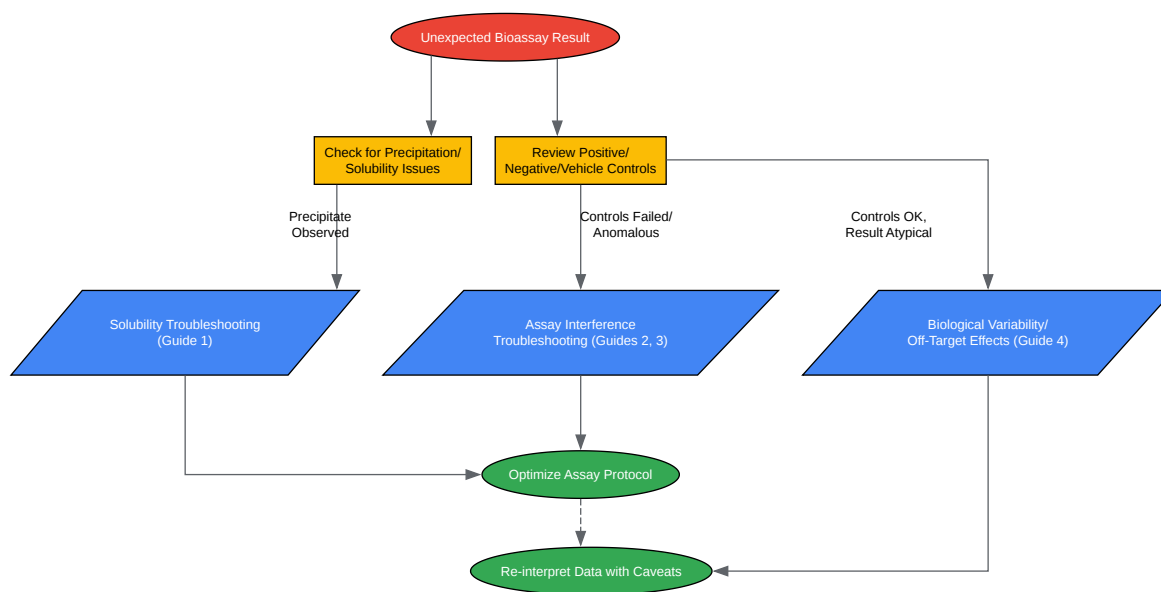 Unexpected Bioassay Result
Check for Precipitation/
Solubility Issues
Review Positive/
Negative/Vehicle Controls
Precipitate
Observed
Controls Failed/
Anomalous
Controls OK,
Result Atypical
Solubility Troubleshooting
(Guide 1)
Assay Interference
Troubleshooting (Guides 2, 3)
Biological Variability/
Off-Target Effects (Guide 4)
Optimize Assay Protocol
Re-interpret Data with Caveats